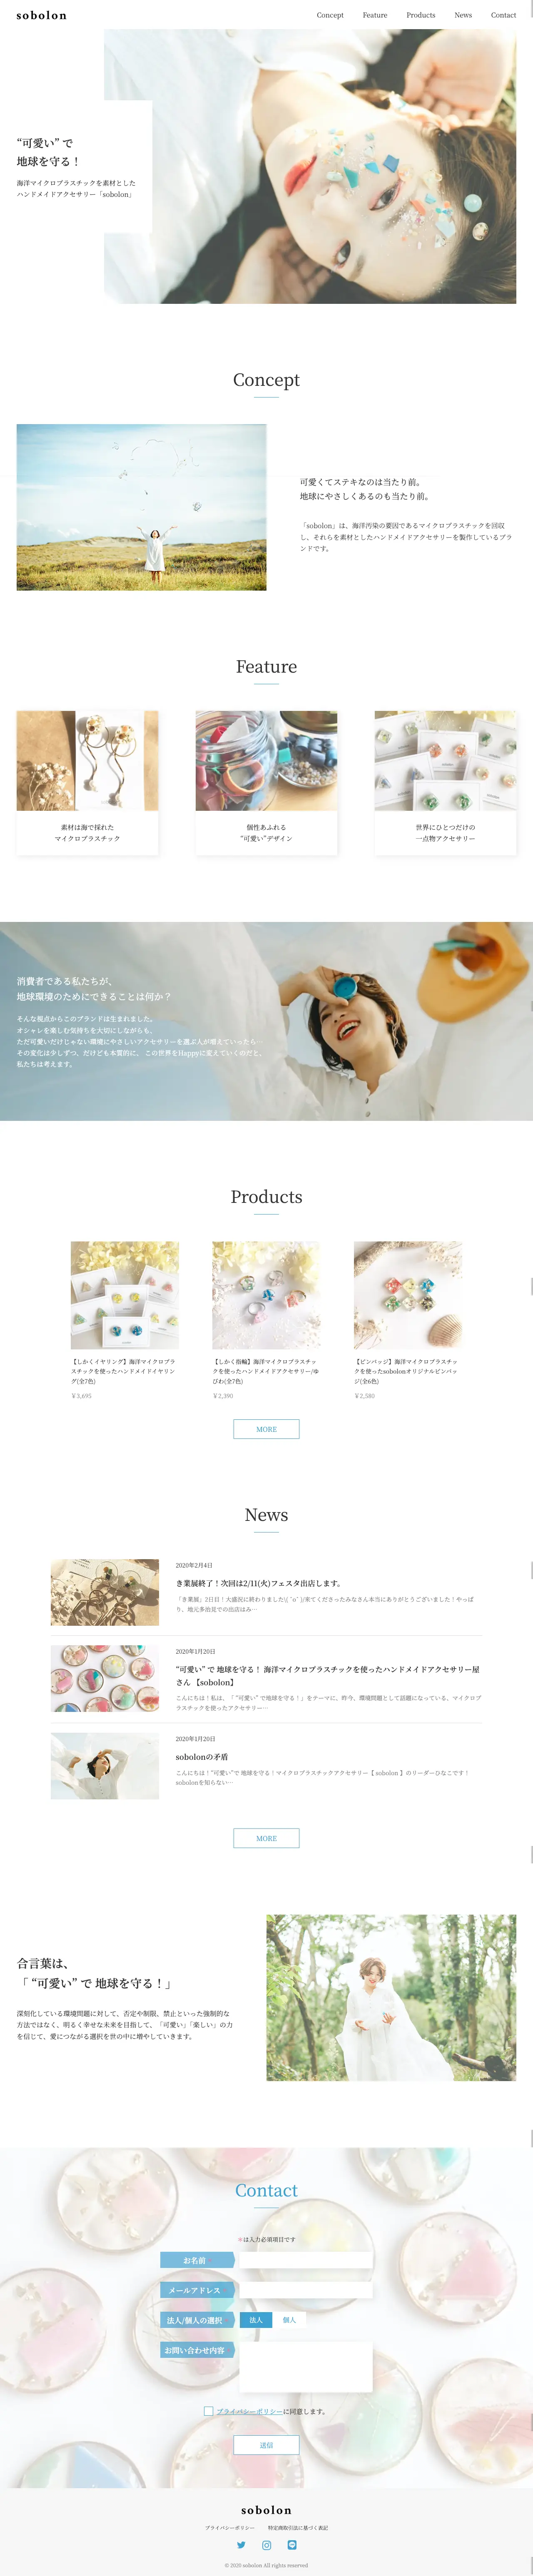 sobolon
Concept Feature Products News Contact
“可愛い” で
地球を守る！
海洋マイクロプラスチックを素材とした
ハンドメイドアクセサリー「sobolon」
Concept
可愛くてステキなのは当たり前。
地球にやさしくあるのも当たり前。
「sobolon」は、海洋汚染の要因であるマイクロプラスチックを回収
し、それらを素材としたハンドメイドアクセサリーを製作しているブラ
ンドです。
Feature
素材は海で採れた
マイクロプラスチック
個性あふれる
“可愛い”デザイン
世界にひとつだけの
一点物アクセサリー
消費者である私たちが、
地球環境のためにできることは何か？
そんな視点からこのブランドは生まれました。
オシャレを楽しむ気持ちを大切にしながらも、
ただ可愛いだけじゃない環境にやさしいアクセサリーを選ぶ人が増えていったら…
その変化は少しずつ、だけども本質的に、この世界をHappyに変えていくのだと、
私たちは考えます。
Products
【しかくイヤリング】海洋マイクロプラ
スチックを使ったハンドメイドイヤリン
グ(全7色)
￥3,695
【しかく指輪】海洋マイクロプラスチッ
クを使ったハンドメイドアクセサリー/ゆ
びわ(全7色)
￥2,390
【ピンバッジ】海洋マイクロプラスチッ
クを使ったsobolonオリジナルピンバッ
ジ(全6色)
￥2,580
MORE
News
2020年2月4日
き業展終了！次回は2/11(火)フェスタ出店します。
「き業展」2日目！大盛況に終わりました!( ˆoˆ )/来てくださったみなさん本当にありがとうございました！やっぱ
り、地元多治見での出店はみ…
2020年1月20日
“可愛い” で 地球を守る！ 海洋マイクロプラスチックを使ったハンドメイドアクセサリー屋
さん 【sobolon】
こんにちは！私は、「 “可愛い” で地球を守る！」をテーマに、昨今、環境問題として話題になっている、マイクロプ
ラスチックを使ったアクセサリー…
2020年1月20日
sobolonの矛盾
こんにちは！“可愛い”で 地球を守る！マイクロプラスチックアクセサリー【 sobolon 】のリーダーひなこです！
sobolonを知らない…
MORE
合言葉は、
「 “可愛い” で 地球を守る！」
深刻化している環境問題に対して、否定や制限、禁止といった強制的な
方法ではなく、明るく幸せな未来を目指して、「可愛い」「楽しい」の力
を信じて、愛につながる選択を世の中に増やしていきます。
Contact
※は入力必須項目です
お名前
メールアドレス
法人/個人の選択
法人 個人
お問い合わせ内容
プライバシーポリシーに同意します。
送信
sobolon
プライバシーポリシー 特定商取引法に基づく表記
© 2020 sobolon All rights reserved